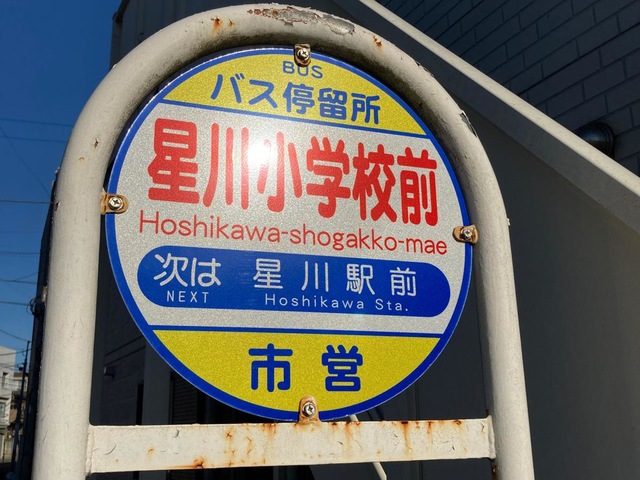 BUS
バス停留所
星川小学校前
Hoshikawa-shogakko-mae
次は 星川駅前
NEXT Hoshikawa Sta.
市営